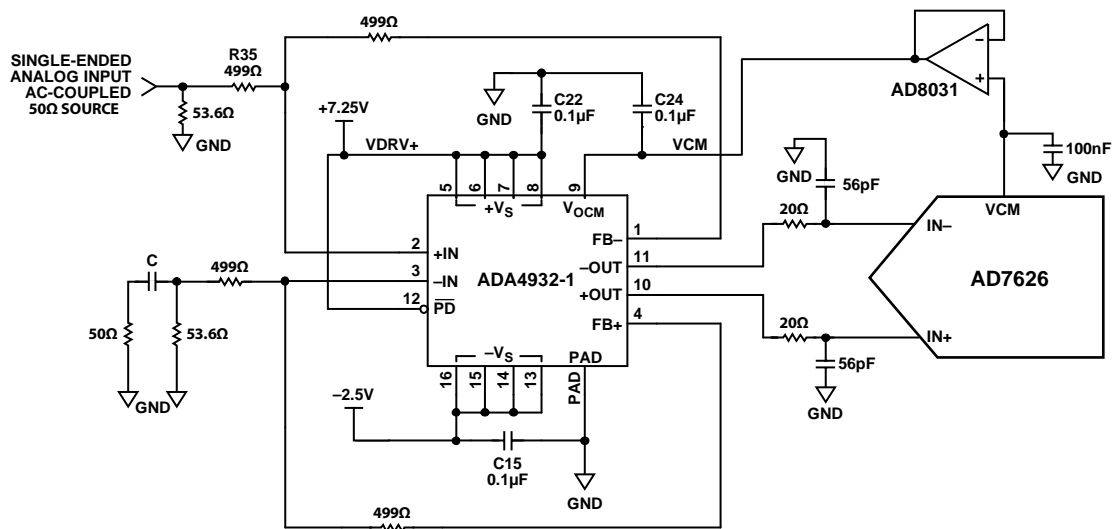 499Ω
SINGLE-ENDED
ANALOG INPUT
AC-COUPLED
50Ω SOURCE
R35
499Ω
53.6Ω
GND
+7.25V
VDRV+
GND
C22
0.1µF
C24
0.1µF
VCM
AD8031
–
+
100nF
GND
GND
56pF
20Ω
VCM
IN–
AD7626
IN+
20Ω
56pF
GND
5
6
7
8
9
+VS
VOCM
FB–
1
2
+IN
–OUT
11
3
–IN
ADA4932-1
+OUT
10
12
PD
FB+
4
–VS
PAD
16
15
14
13
PAD
C
499Ω
50Ω
53.6Ω
GND
–2.5V
C15
0.1µF
GND
499Ω